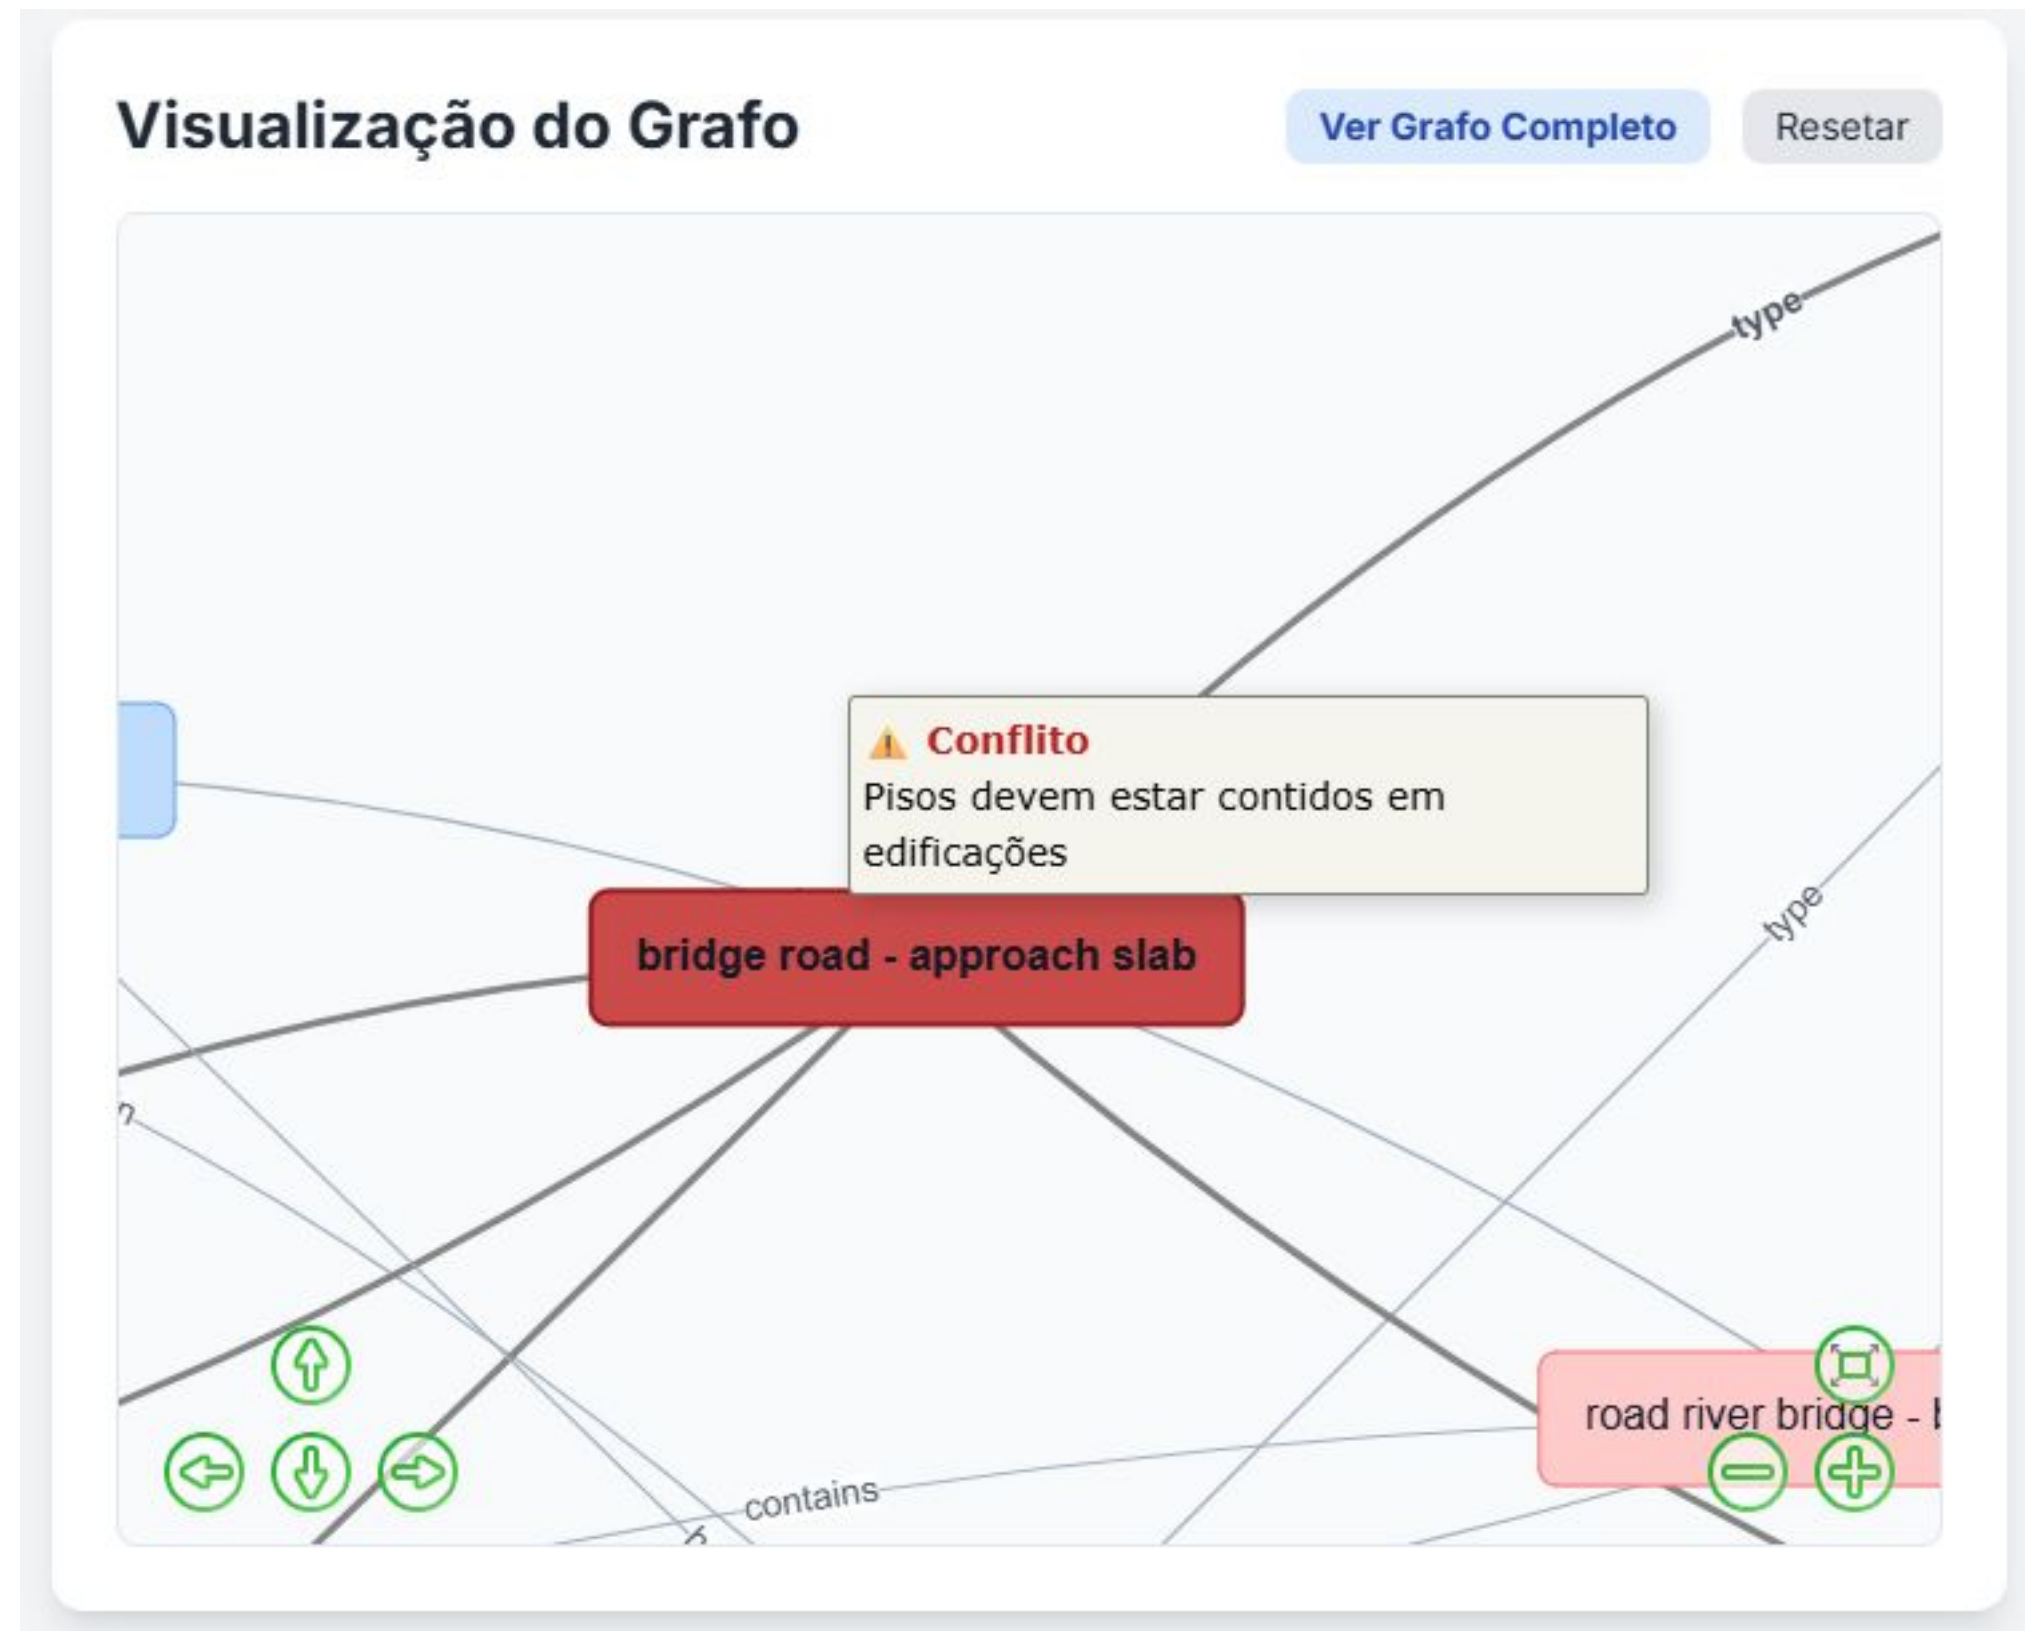 Visualização do Grafo
Ver Grafo Completo
Resetar
type
Conflito
Pisos devem estar contidos em
edificações
type
bridge road - approach slab
road river bridge -
contains